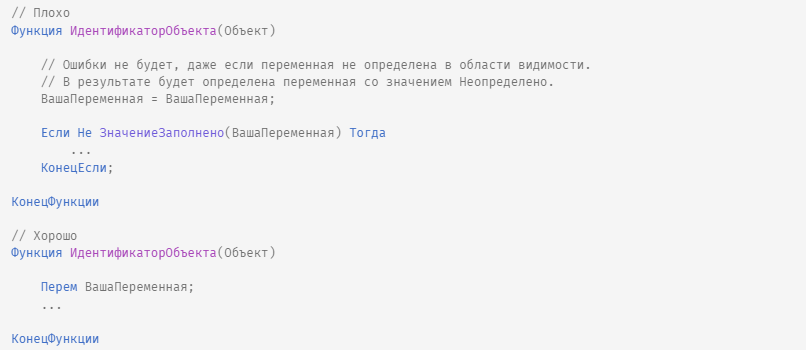 // Плохо
Функция ИдентификаторОбъекта(Объект)
// Ошибки не будет, даже если переменная не определена в области видимости.
// В результате будет определена переменная со значением Неопределено.
ВашаПеременная = ВашаПеременная;
Если Не ЗначениеЗаполнено(ВашаПеременная) Тогда
...
КонецЕсли;
КонецФункции
// Хорошо
Функция ИдентификаторОбъекта(Объект)
Перем ВашаПеременная;
...
КонецФункции